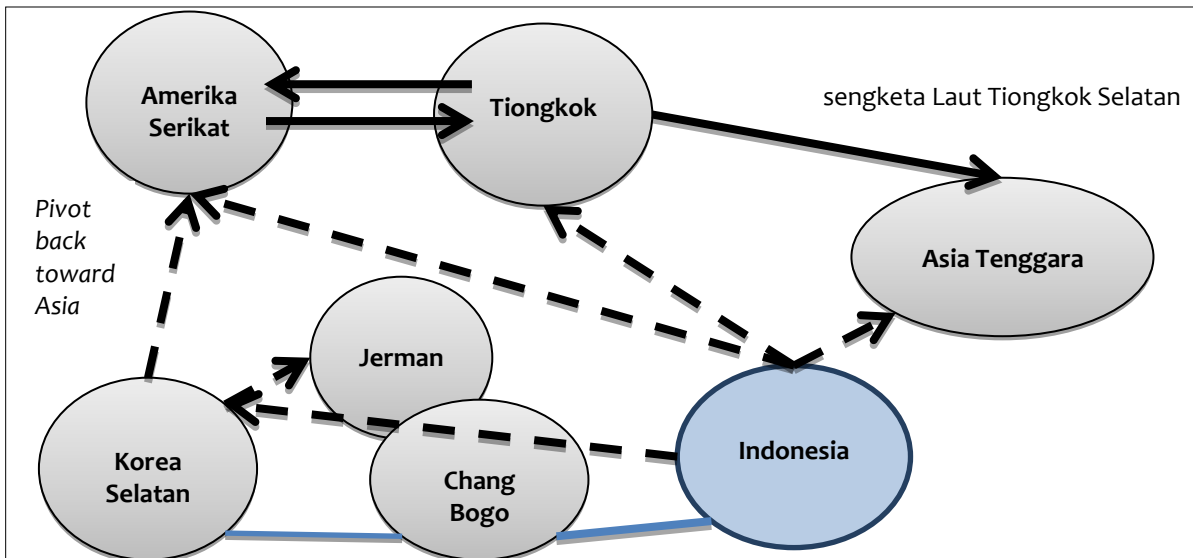 Amerika
Serikat
Tiongkok
sengketa Laut Tiongkok Selatan
Pivot
back
toward
Asia
Asia Tenggara
Jerman
Korea
Selatan
Chang
Bogo
Indonesia